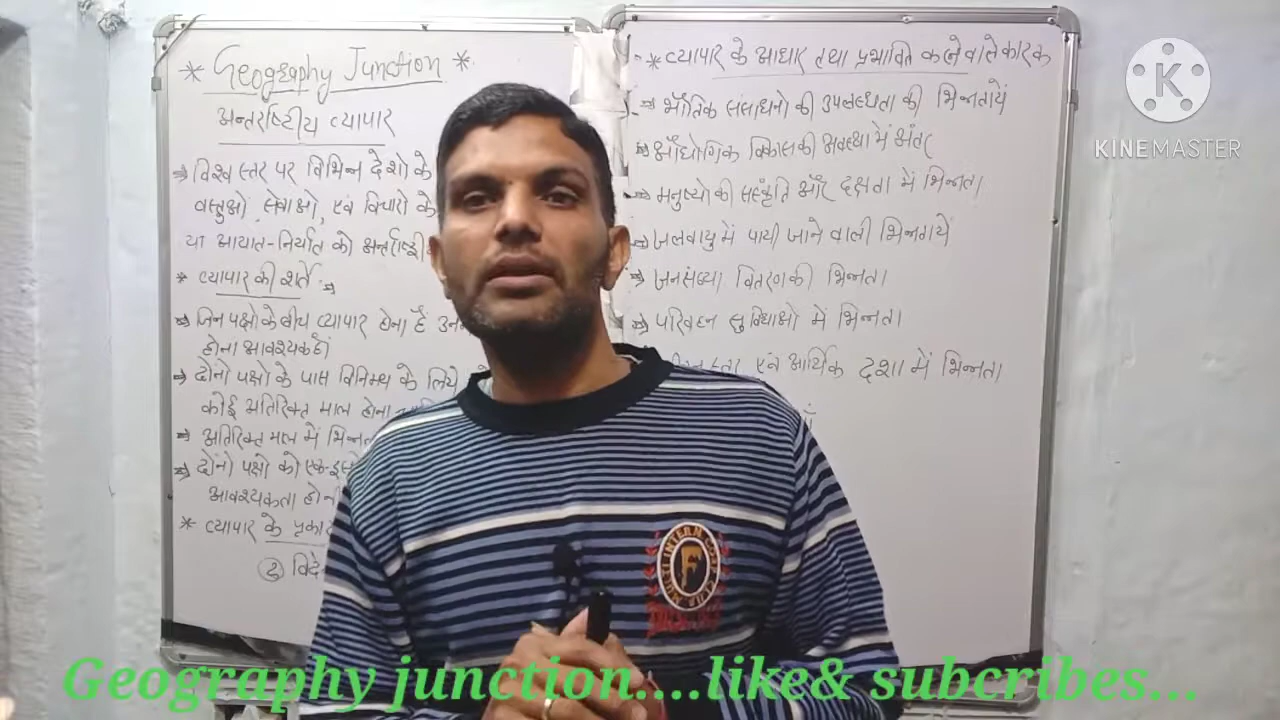 * Geography Junction *
अन्तर्राष्ट्रीय व्यापार
⇒ विश्व स्तर पर विभिन्न देशो के
वस्तुओ, सेवाओ, एवं विचारो के
या आयात-निर्यात को
* व्यापार की शर्ते :⇒
⇒ जिन पक्षो के बीच व्यापार होना है
होना आवश्यक है।
⇒ दोनो पक्षो के पास विनिमय के लिये
कोई अतिरिक्त माल होना
⇒ अतिरिक्त माल में
⇒ दोनो पक्षो को
आवश्यकता
* व्यापार के
②
* व्यापार के आधार तथा प्रभावित करने वाले कारक
⇒ भौतिक संसाधनो की उपलब्धता की भिन्नतायें
⇒ औधोगिक विकास की अवस्था में अंतर
⇒ मनुष्यो की संस्कृति और दक्षता में भिन्नता
⇒ जलवायु में पायी जाने वाली भिन्नतायें
⇒ जनसंख्या वितरण की भिन्नता
⇒ परिवहन सुविधाओ में भिन्नता
एवं आर्थिक दशा में भिन्नता
K
KINEMASTER
F
Geography junction....like& subcribes...